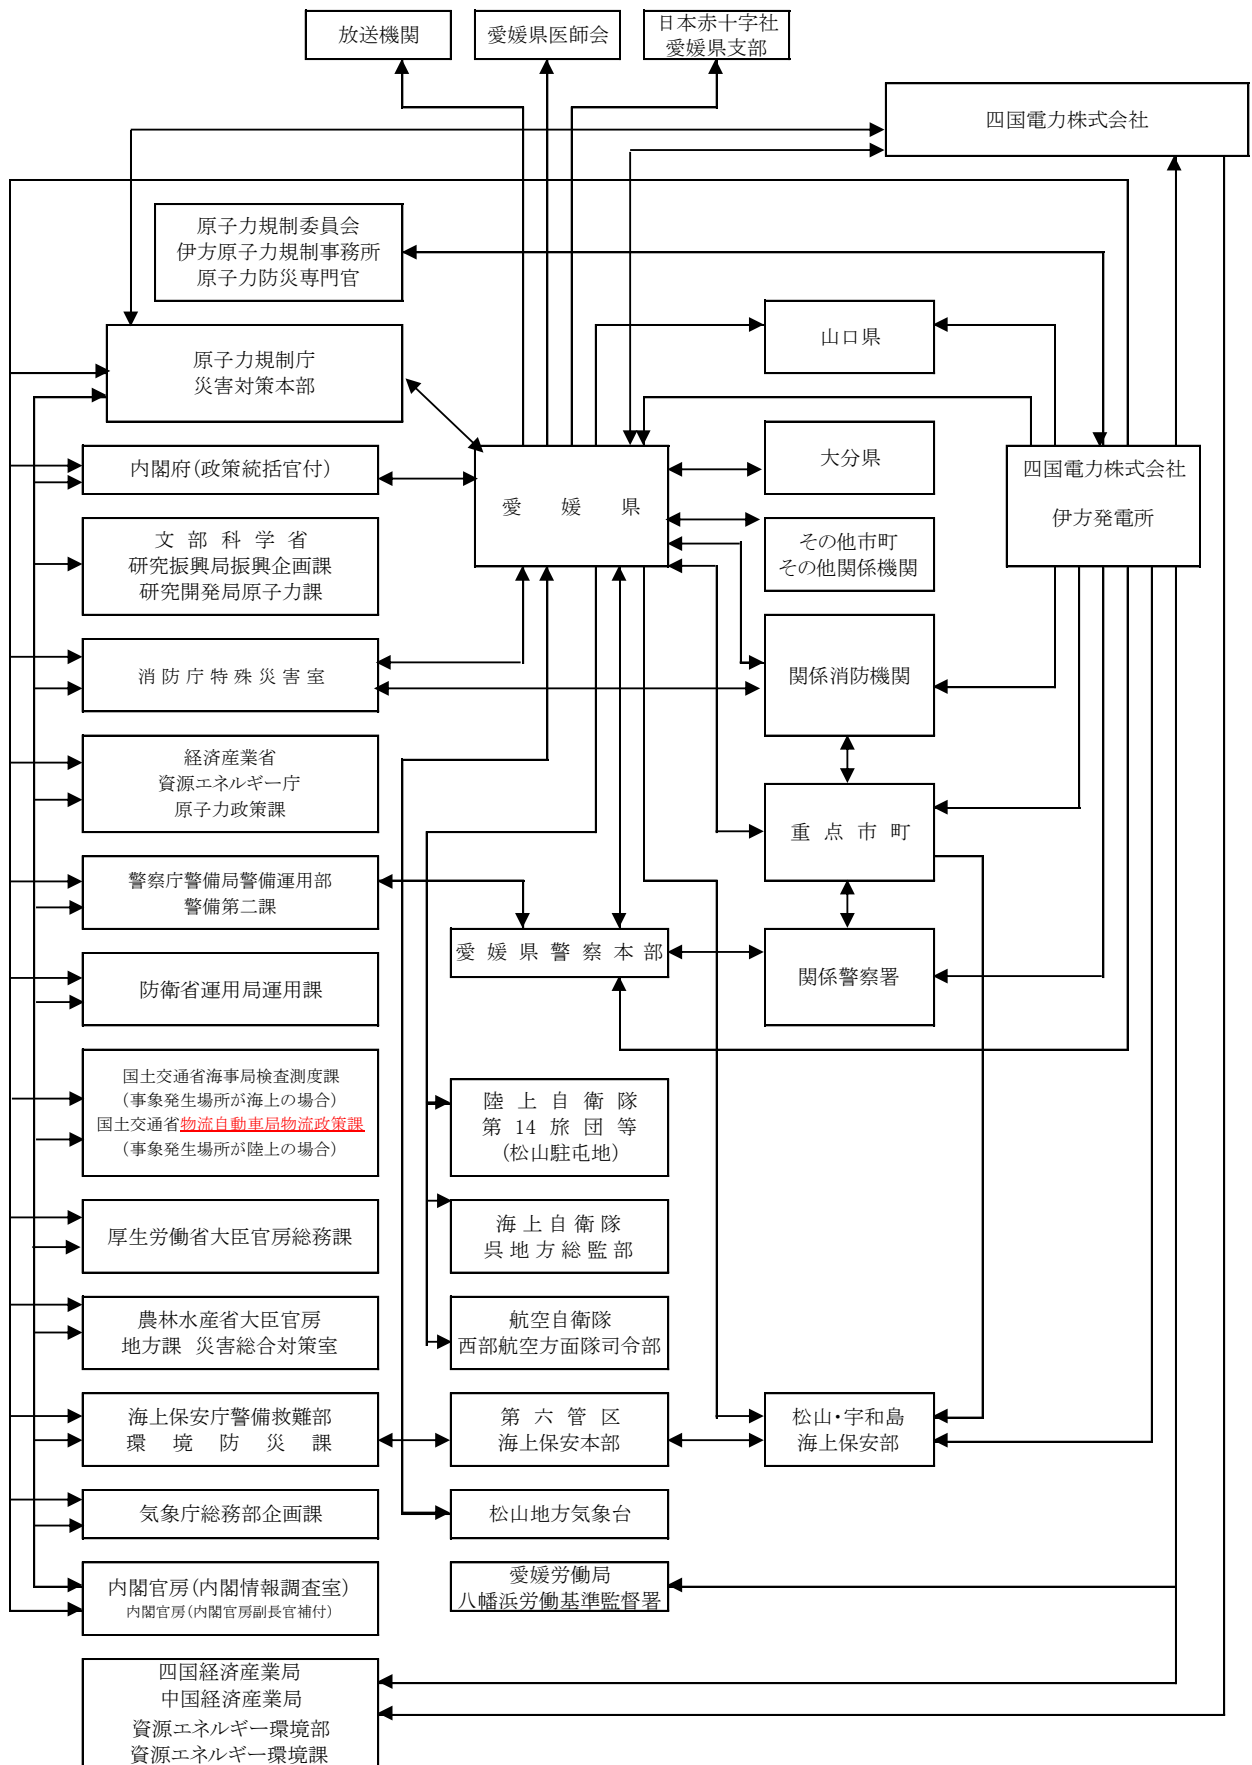 放送機関
愛媛県医師会
日本赤十字社
愛媛県支部
四国電力株式会社
原子力規制委員会
伊方原子力規制事務所
原子力防災専門官
山口県
原子力規制庁
災害対策本部
内閣府(政策統括官付)
愛媛県
大分県
四国電力株式会社
伊方発電所
文部科学省
研究振興局振興企画課
研究開発局原子力課
その他市町
その他関係機関
消防庁特殊災害室
関係消防機関
経済産業省
資源エネルギー庁
原子力政策課
重点市町
警察庁警備局警備運用部
警備第二課
愛媛県警察本部
関係警察署
防衛省運用局運用課
国土交通省海事局検査測度課
(事象発生場所が海上の場合)
国土交通省物流自動車局物流政策課
(事象発生場所が陸上の場合)
陸上自衛隊
第14旅団等
(松山駐屯地)
厚生労働省大臣官房総務課
海上自衛隊
呉地方総監部
農林水産省大臣官房
地方課 災害総合対策室
航空自衛隊
西部航空方面隊司令部
海上保安庁警備救難部
環境防災課
第六管区
海上保安本部
松山・宇和島
海上保安部
気象庁総務部企画課
松山地方気象台
内閣官房(内閣情報調査室)
内閣官房(内閣官房副長官補付)
愛媛労働局
八幡浜労働基準監督署
四国経済産業局
中国経済産業局
資源エネルギー環境部
資源エネルギー環境課